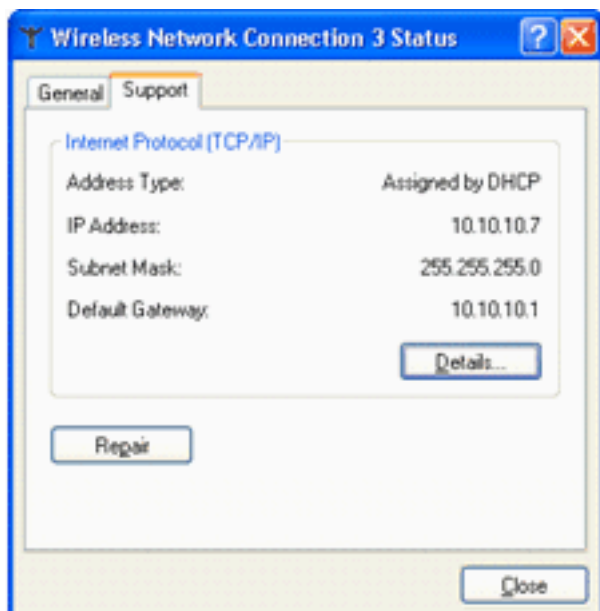 Wireless Network Connection 3 Status
General Support
Internet Protocol (TCP/IP)
Address Type: Assigned by DHCP
IP Address: 10.10.10.7
Subnet Mask: 255.255.255.0
Default Gateway: 10.10.10.1
Details...
Repair
Close